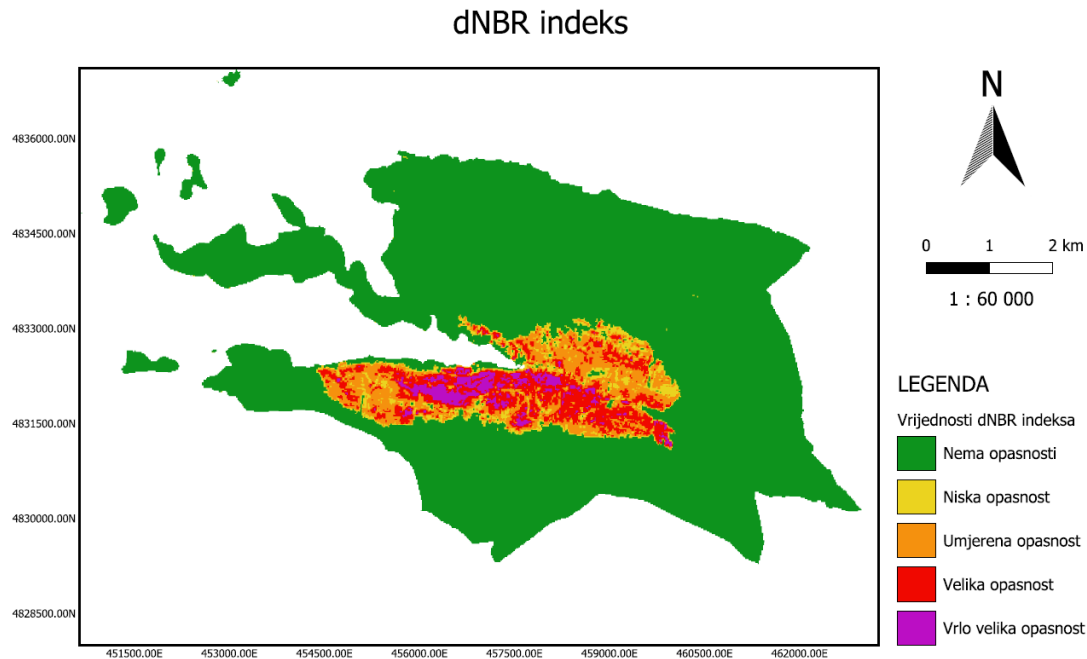 dNBR indeks
4836000.00N
4834500.00N
4833000.00N
4831500.00N
4830000.00N
4828500.00N
451500.00E 453000.00E 454500.00E 456000.00E 457500.00E 459000.00E 460500.00E 462000.00E
N
0 1 2 km
1 : 60 000
LEGENDA
Vrijednosti dNBR indeksa
Nema opasnosti
Niska opasnost
Umjerena opasnost
Velika opasnost
Vrlo velika opasnost